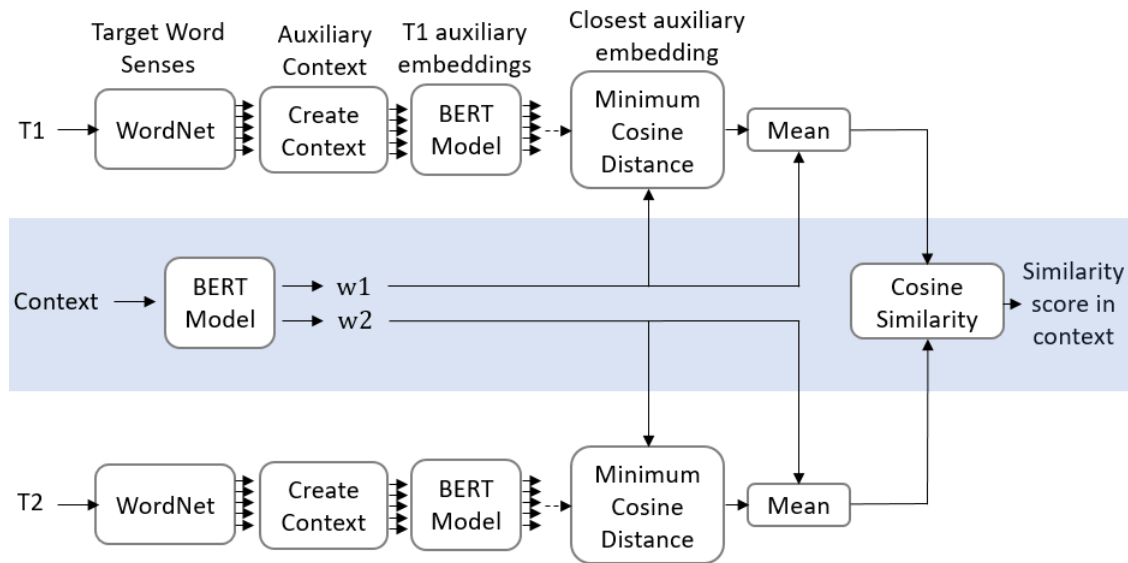 Target Word
Senses
Auxiliary
Context
T1 auxiliary
embeddings
Closest auxiliary
embedding
T1
WordNet
Create
Context
BERT
Model
Minimum
Cosine
Distance
Mean
Context
BERT
Model
w1
w2
Cosine
Similarity
Similarity
score in
context
T2
WordNet
Create
Context
BERT
Model
Minimum
Cosine
Distance
Mean